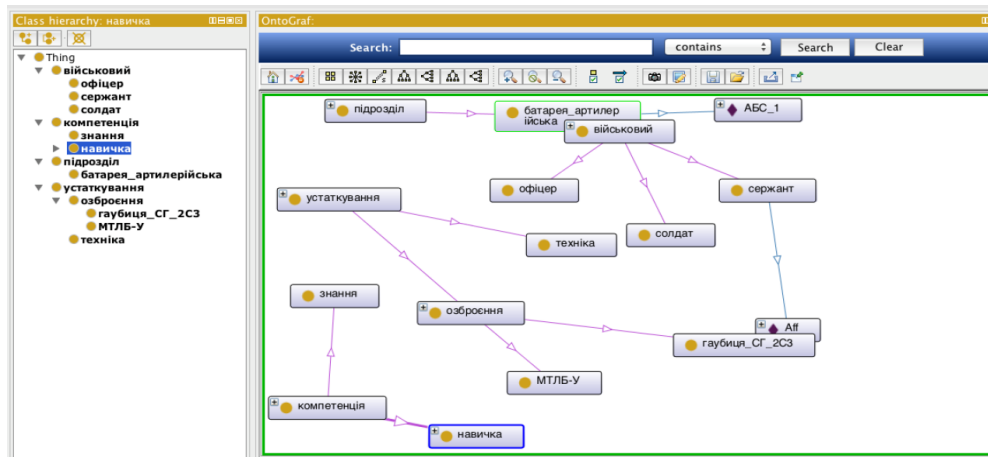 Class hierarchy: навичка
Thing
військовий
офіцер
сержант
солдат
компетенція
знання
навичка
підрозділ
батарея_артилерійська
устаткування
озброєння
гаубиця_СГ_2С3
МТЛБ-У
техніка
OntoGraf:
Search:
contains
Search
Clear
підрозділ
батарея_артилер
ійська
АБС_1
військовий
офіцер
сержант
устаткування
солдат
техніка
знання
озброєння
Aff
гаубиця_СГ_2С3
МТЛБ-У
компетенція
навичка